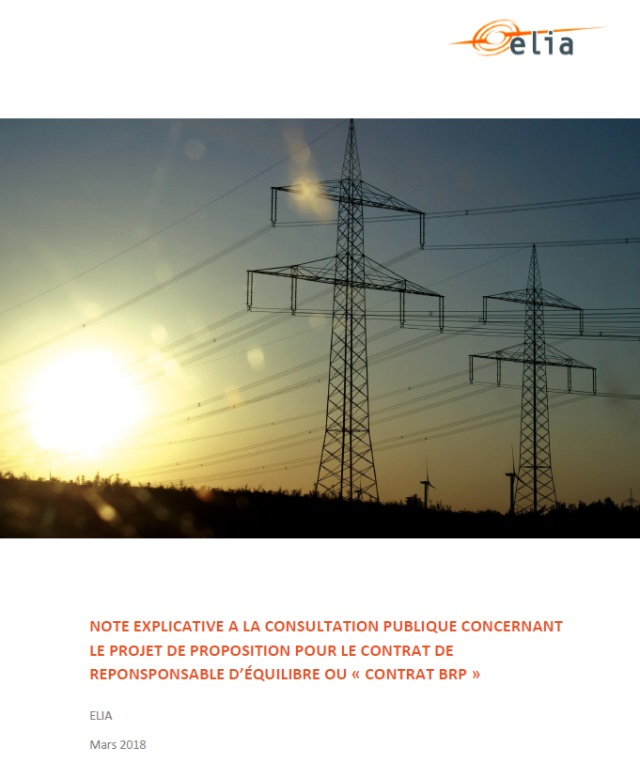 elia
NOTE EXPLICATIVE A LA CONSULTATION PUBLIQUE CONCERNANT
LE PROJET DE PROPOSITION POUR LE CONTRAT DE
REPONSPONSABLE D'ÉQUILIBRE OU « CONTRAT BRP »
ELIA
Mars 2018